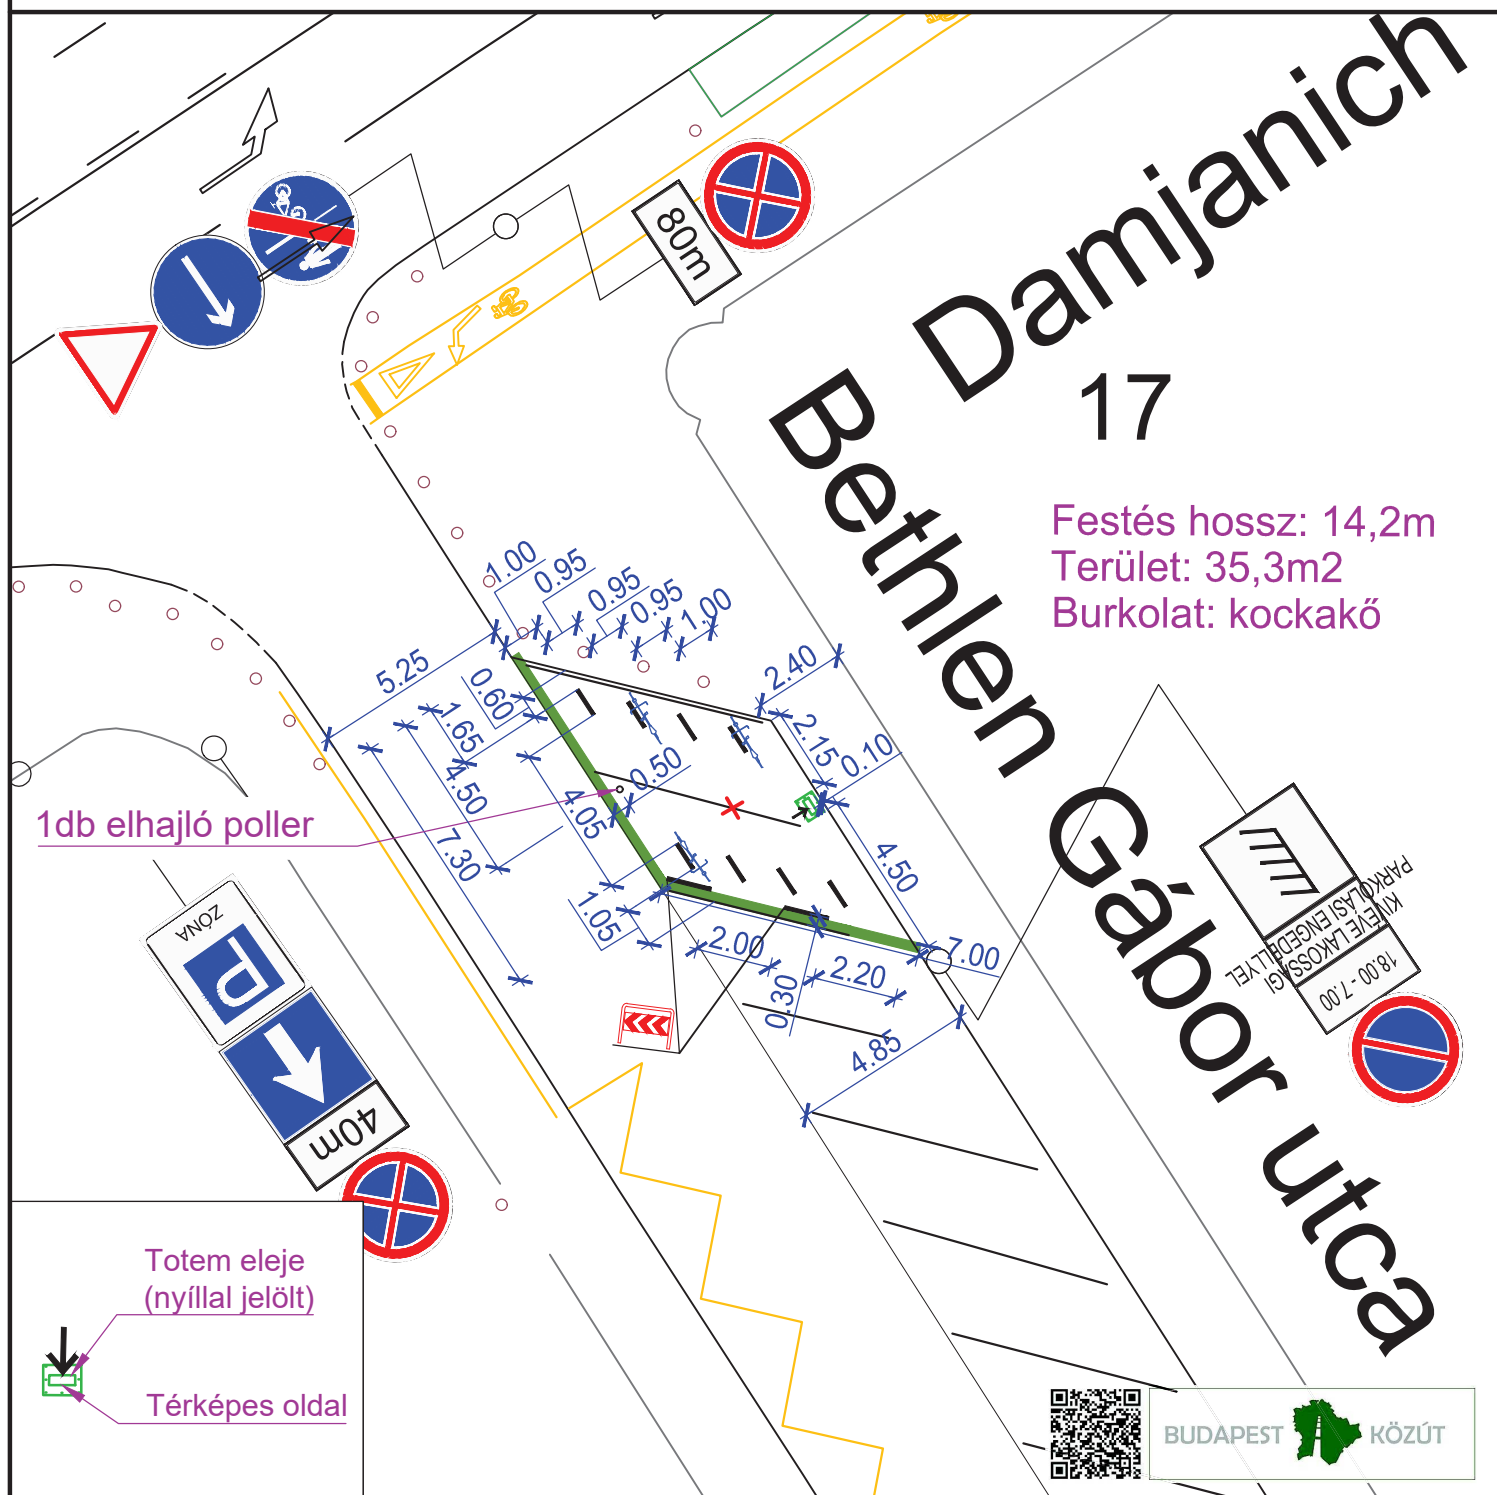 Damjanich
17
Bethlen Gábor utca
80m
Festés hossz: 14,2m
Terület: 35,3m2
Burkolat: kockakő
1.00
0.95
0.95
0.95
1.00
5.25
2.40
0.60
1.65
4.50
7.30
2.15
0.10
0.50
4.05
4.50
1.05
2.00
7.00
2.20
0.30
4.85
1db elhajló poller
ZÓNA
P
40m
KIVÉVE LAKOSSÁGI
PARKOLÁSI ENGEDÉLLYEL
18.00 - 7.00
Totem eleje
(nyíllal jelölt)
Térképes oldal
BUDAPEST KÖZÚT